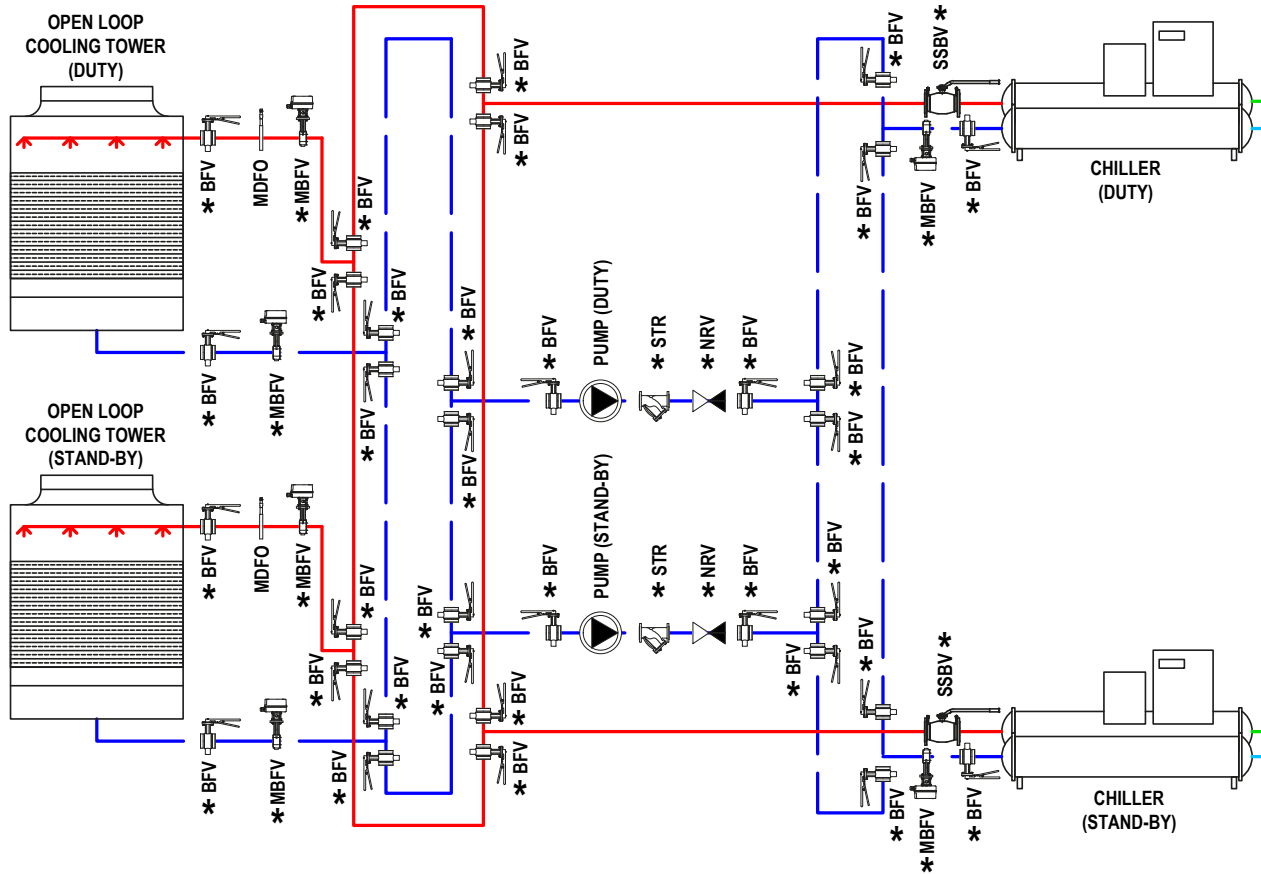 OPEN LOOP
COOLING TOWER
(DUTY)
* BFV
MDFO
* MBFV
* BFV
* BFV
* BFV
* BFV
* BFV
* MBFV
* BFV
* BFV
* BFV
* BFV
* BFV
PUMP (DUTY)
* STR
* NRV
* BFV
* BFV
* BFV
* BFV
SSBV *
* BFV
* MBFV
* BFV
CHILLER
(DUTY)
OPEN LOOP
COOLING TOWER
(STAND-BY)
* BFV
MDFO
* MBFV
* BFV
* BFV
* BFV
* BFV
* BFV
* MBFV
* BFV
* BFV
* BFV
* BFV
* BFV
PUMP (STAND-BY)
* STR
* NRV
* BFV
* BFV
* BFV
* BFV
SSBV *
* BFV
* MBFV
* BFV
CHILLER
(STAND-BY)